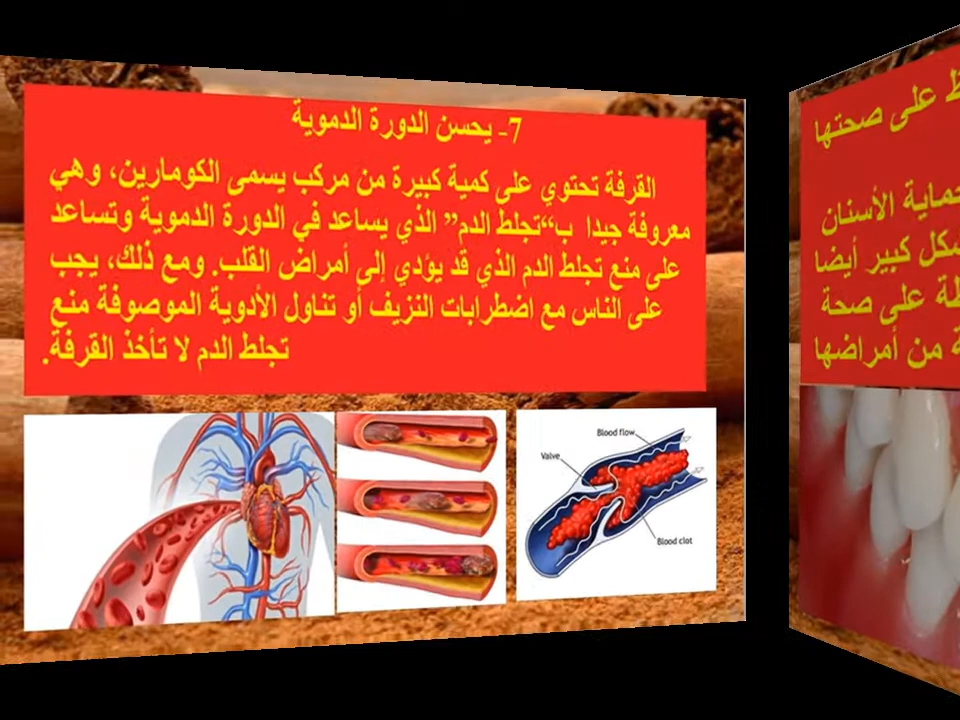 7- يحسن الدورة الدموية
القرفة تحتوي على كمية كبيرة من مركب يسمى الكومارين، وهي
معروفة جيدا ب“تجلط الدم” الذي يساعد في الدورة الدموية وتساعد
على منع تجلط الدم الذي قد يؤدي إلى أمراض القلب. ومع ذلك، يجب
على الناس مع اضطرابات النزيف أو تناول الأدوية الموصوفة منع
تجلط الدم لا تأخذ القرفة.
Blood flow
Valve
Blood clot
على صحتها
حماية الأسنان
كبير أيضا
على صحة
من أمراضها